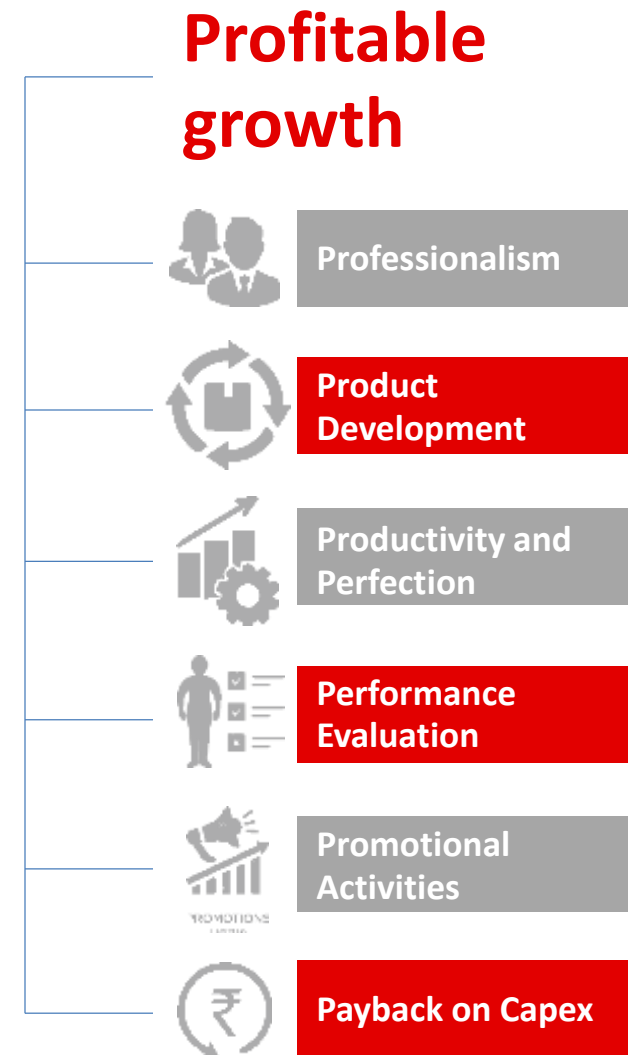 Profitable
growth
Professionalism
Product
Development
Productivity and
Perfection
Performance
Evaluation
Promotional
Activities
PROMOTIONS
₹
Payback on Capex